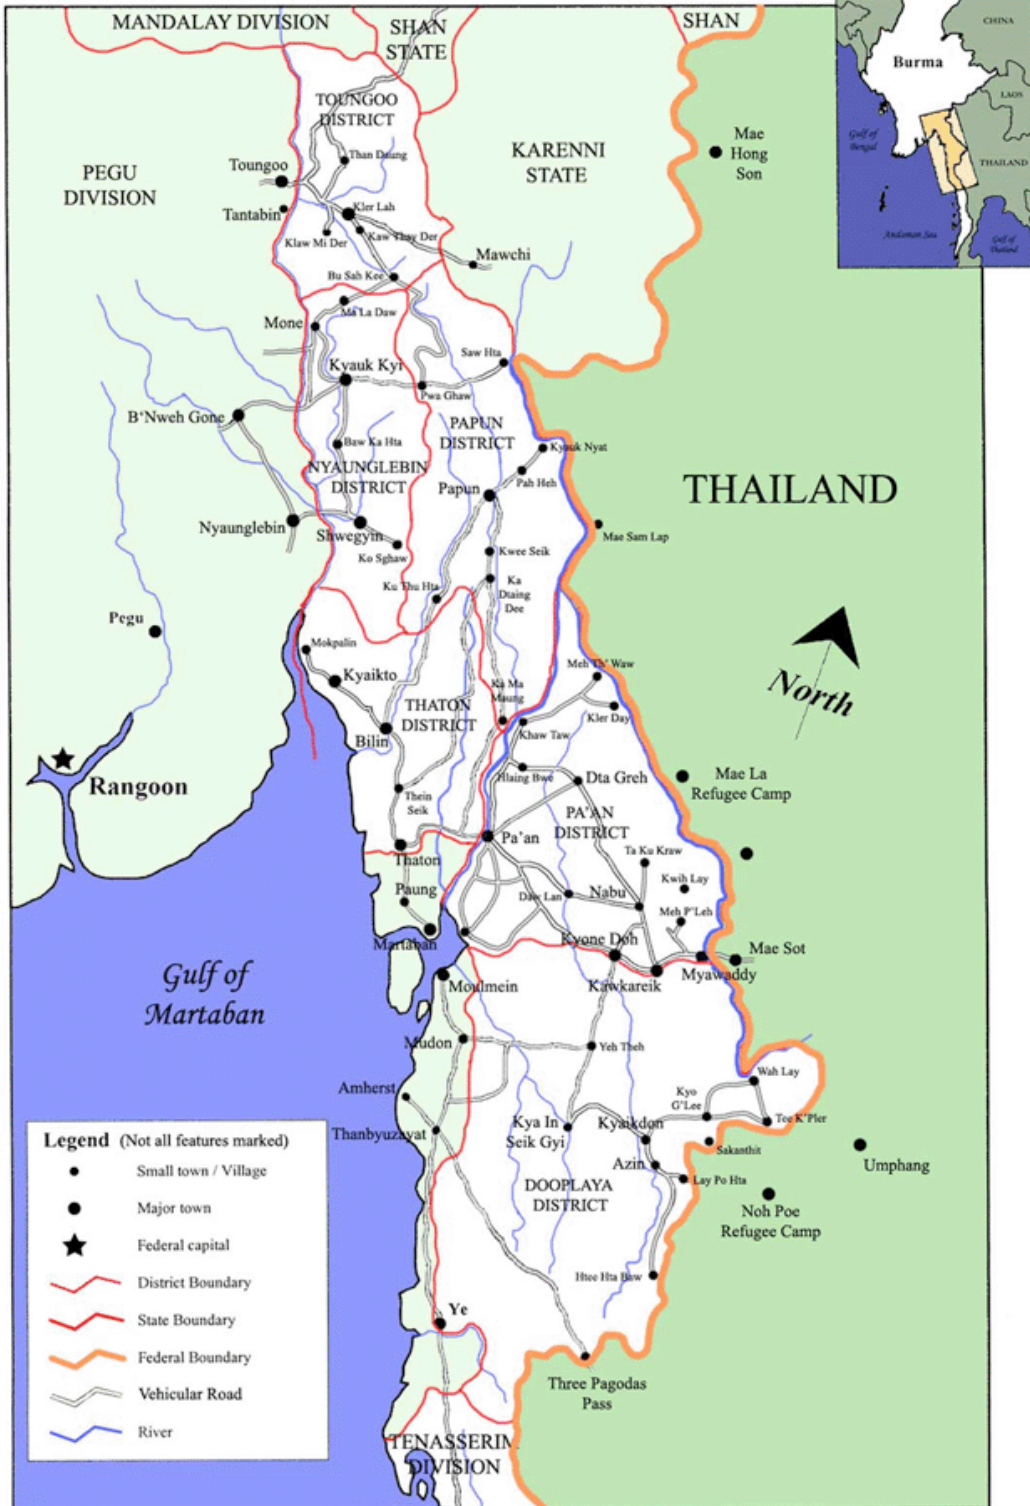 MANDALAY DIVISION
SHAN
STATE
SHAN
CHINA
Burma
LAOS
Gulf of
Bengal
THAILAND
Andaman Sea
Gulf of
Thailand
TOUNGOO
DISTRICT
Than Daung
Toungoo
PEGU
DIVISION
KARENNI
STATE
Mae
Hong
Son
Tantabin
Kler Lah
Klaw Mi Der
Kaw Thay Der
Mawchi
Bu Sah Kee
Ma La Daw
Mone
Saw Hta
Kyauk Kyi
Pwa Ghaw
B'Nweh Gone
PAPUN
DISTRICT
Baw Ka Hta
Kyauk Nyat
NYAUNGLEBIN
DISTRICT
Pah Heh
Papun
THAILAND
Nyaunglebin
Shwegyin
Mae Sam Lap
Ko Sghaw
Kwee Seik
Ku Thu Hta
Ka
Dtaing
Dee
Pegu
Mokpalin
Kyaikto
Meh Th' Waw
North
Ka Ma
Maung
THATON
DISTRICT
Kler Day
Bilin
Khaw Taw
Rangoon
Hlaing Bwe
Dta Greh
Mae La
Refugee Camp
Thein
Seik
PA'AN
DISTRICT
Pa'an
Thaton
Ta Ku Kraw
Kwih Lay
Paung
Daw Lan
Nabu
Meh P'Leh
Martaban
Kyone Doh
Mae Sot
Myawaddy
Gulf of
Martaban
Moulmein
Kawkareik
Mudon
Yeh Theh
Wah Lay
Amherst
Kyo
G'Lee
Tee K'Pler
Thanbyuzayat
Kya In
Seik Gyi
Kyaikdon
Sakanthit
Azin
Umphang
Lay Po Hta
DOOPLAYA
DISTRICT
Noh Poe
Refugee Camp
Htee Hta Baw
Ye
Three Pagodas
Pass
TENASSERIM
DIVISION
Legend (Not all features marked)
Small town / Village
Major town
Federal capital
District Boundary
State Boundary
Federal Boundary
Vehicular Road
River